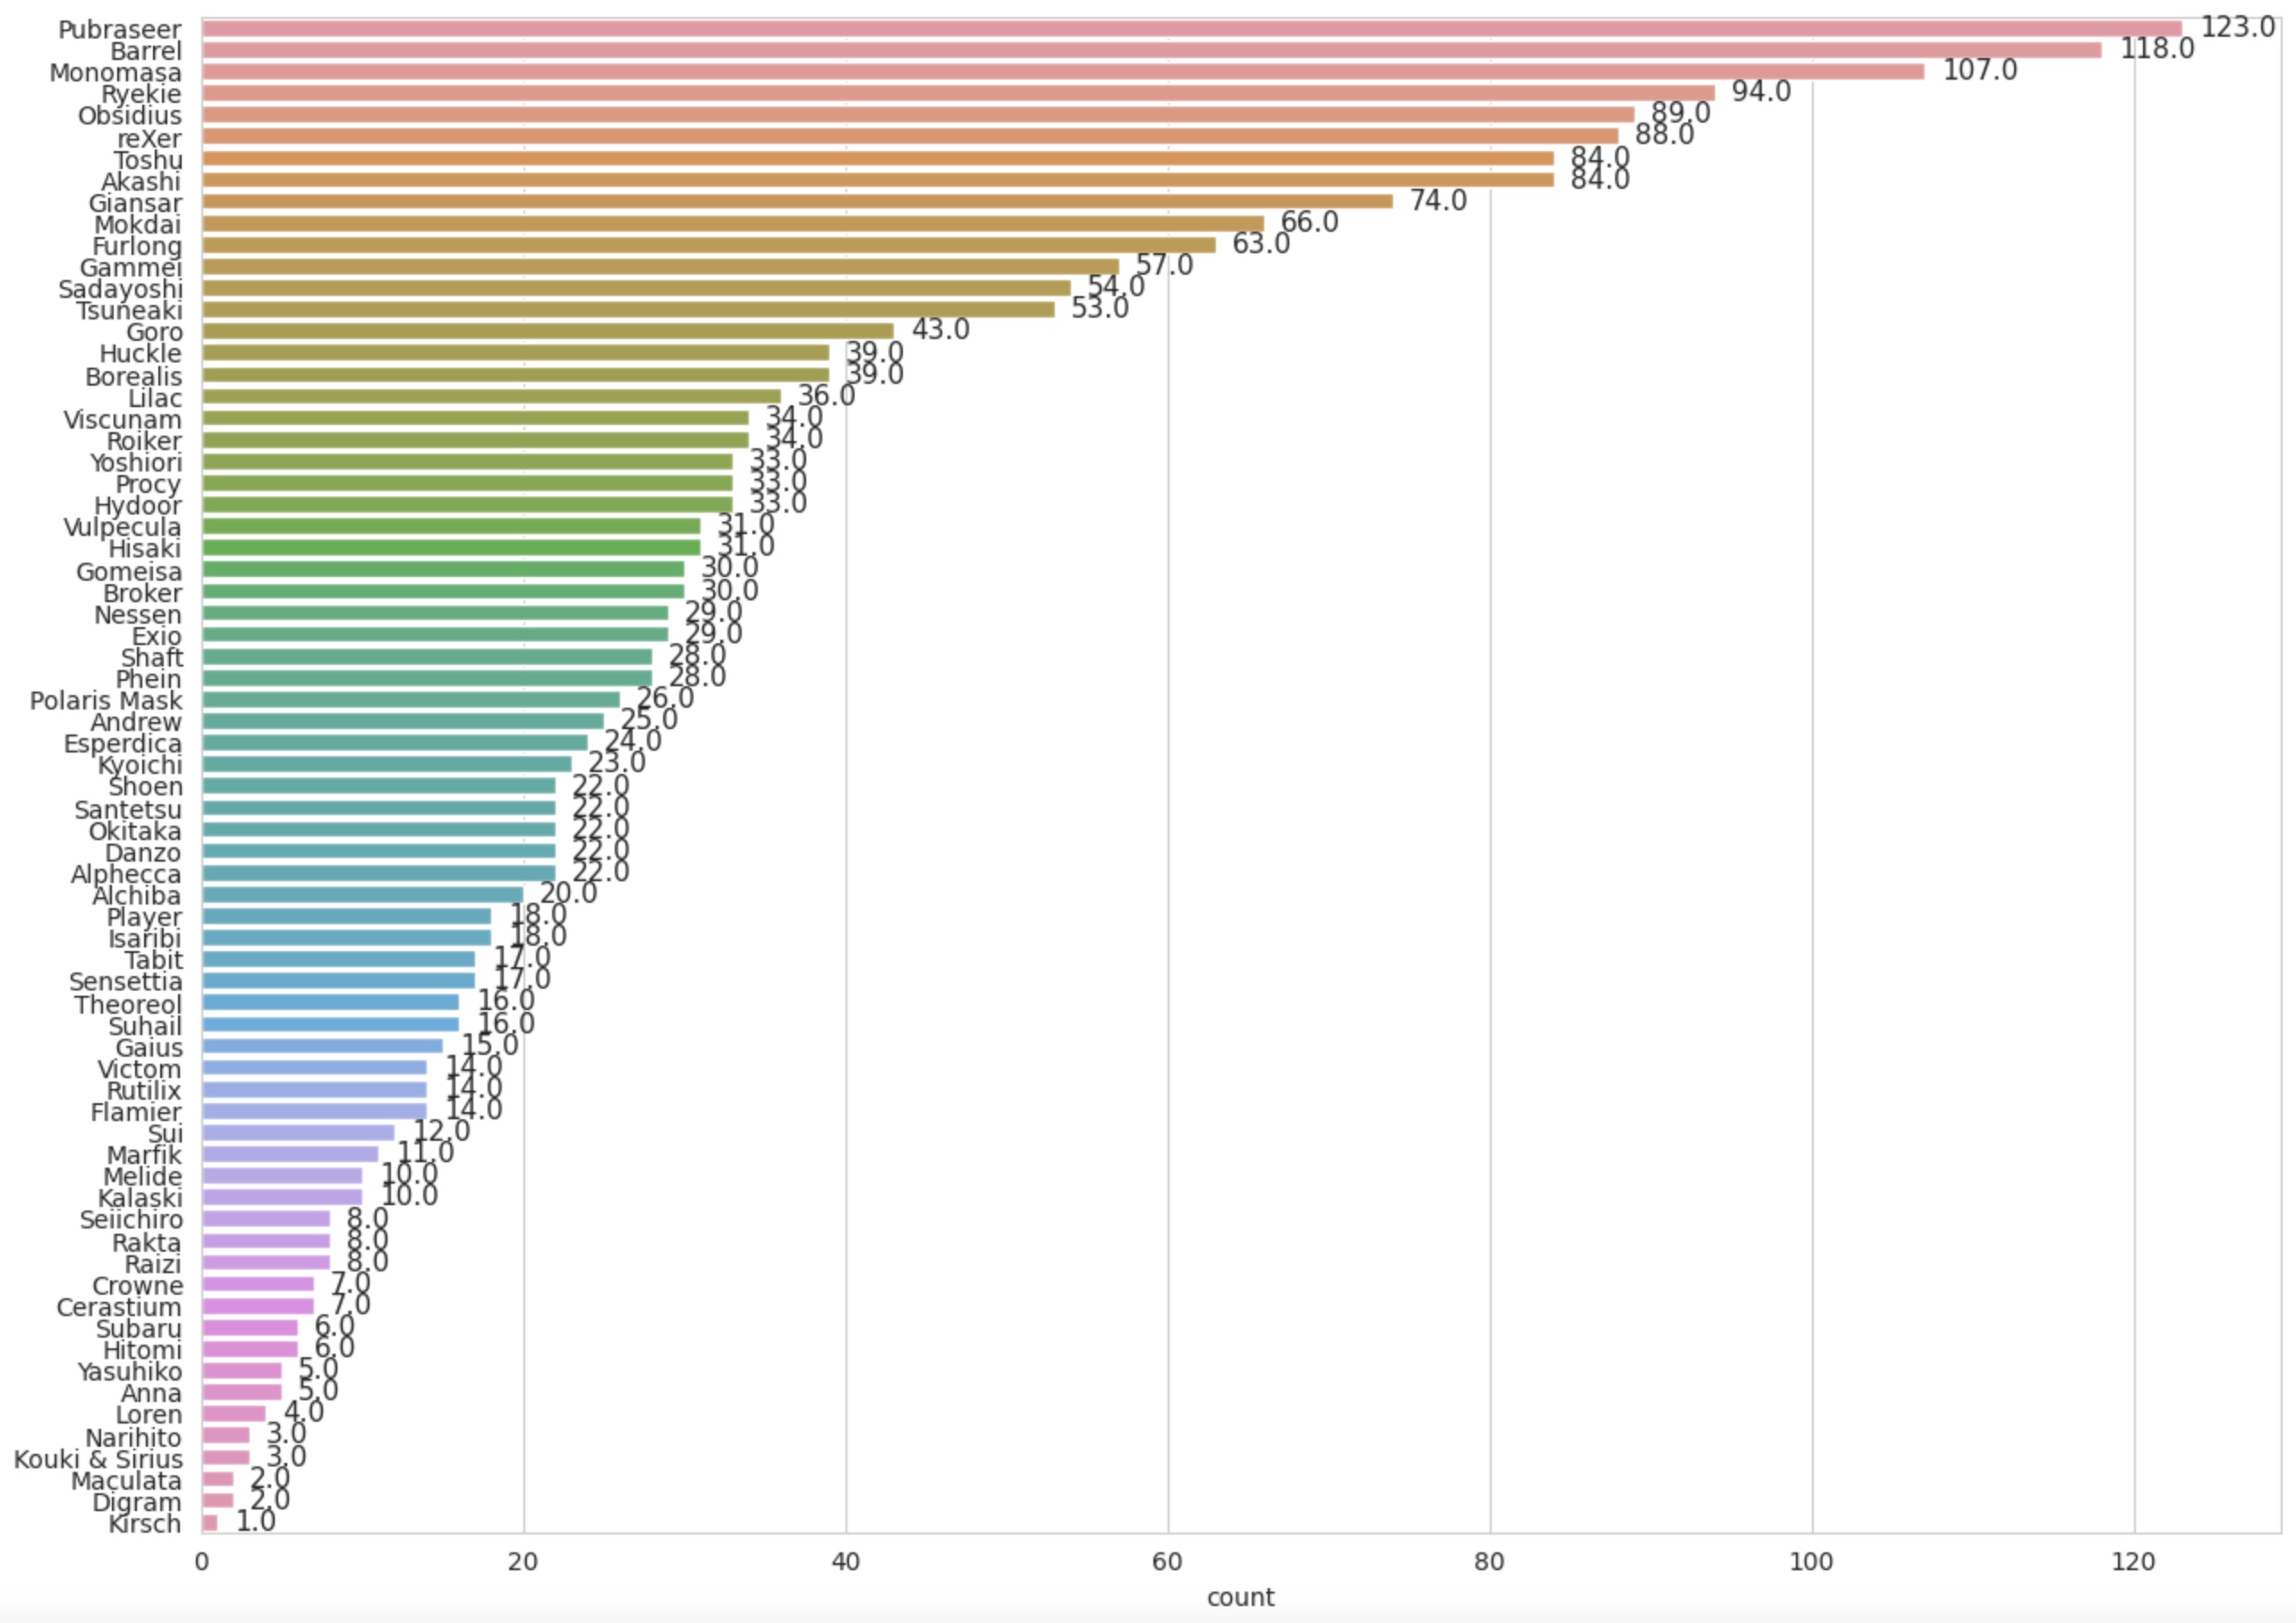 Pubraseer 123.0
Barrel 118.0
Monomasa 107.0
Ryekie 94.0
Obsidius 89.0
reXer 88.0
Toshu 84.0
Akashi 84.0
Giansar 74.0
Mokdai 66.0
Furlong 63.0
Gammei 57.0
Sadayoshi 54.0
Tsuneaki 53.0
Goro 43.0
Huckle 39.0
Borealis 39.0
Lilac 36.0
Viscunam 34.0
Roiker 34.0
Yoshiori 33.0
Procy 33.0
Hydoor 33.0
Vulpecula 31.0
Hisaki 31.0
Gomeisa 30.0
Broker 30.0
Nessen 29.0
Exio 29.0
Shaft 28.0
Phein 28.0
Polaris Mask 26.0
Andrew 25.0
Esperdica 24.0
Kyoichi 23.0
Shoen 22.0
Santetsu 22.0
Okitaka 22.0
Danzo 22.0
Alphecca 22.0
Alchiba 20.0
Player 18.0
Isaribi 18.0
Tabit 17.0
Sensettia 17.0
Theoreol 16.0
Suhail 16.0
Gaius 15.0
Victom 14.0
Rutilix 14.0
Flamier 14.0
Sui 12.0
Marfik 11.0
Melide 10.0
Kalaski 10.0
Seiichiro 8.0
Rakta 8.0
Raizi 8.0
Crowne 7.0
Cerastium 7.0
Subaru 6.0
Hitomi 6.0
Yasuhiko 5.0
Anna 5.0
Loren 4.0
Narihito 3.0
Kouki & Sirius 3.0
Maculata 2.0
Digram 2.0
Kirsch 1.0
0 20 40 60 80 100 120
count